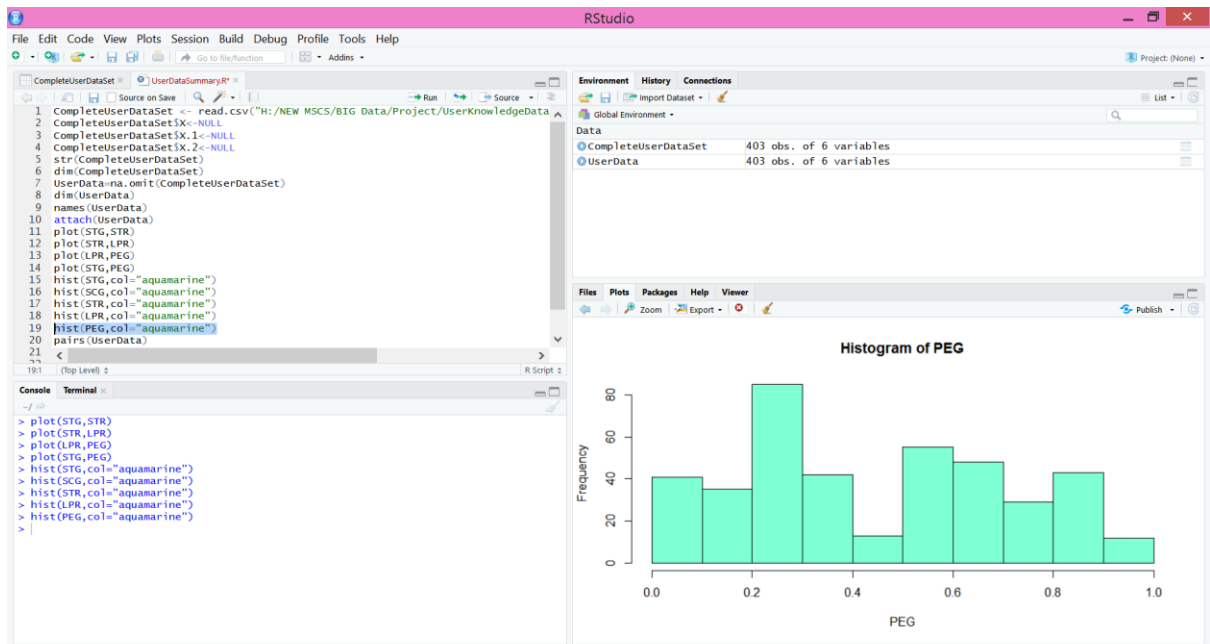 RStudio
File Edit Code View Plots Session Build Debug Profile Tools Help
Go to file/function
Addins
Project: (None)
CompleteUserDataSet
UserDataSummary.R*
Source on Save
Run
Source
1 CompleteUserDataSet <- read.csv("H:/NEW MSCS/BIG Data/Project/UserKnowledgeData
2 CompleteUserDataSet$X<-NULL
3 CompleteUserDataSet$X.1<-NULL
4 CompleteUserDataSet$X.2<-NULL
5 str(CompleteUserDataSet)
6 dim(CompleteUserDataSet)
7 UserData=na.omit(CompleteUserDataSet)
8 dim(UserData)
9 names(UserData)
10 attach(UserData)
11 plot(STG,STR)
12 plot(STR,LPR)
13 plot(LPR,PEG)
14 plot(STG,PEG)
15 hist(STG,col="aquamarine")
16 hist(SCG,col="aquamarine")
17 hist(STR,col="aquamarine")
18 hist(LPR,col="aquamarine")
19 hist(PEG,col="aquamarine")
20 pairs(UserData)
21
19:1 (Top Level) R Script
Console Terminal
~/
> plot(STG,STR)
> plot(STR,LPR)
> plot(LPR,PEG)
> plot(STG,PEG)
> hist(STG,col="aquamarine")
> hist(SCG,col="aquamarine")
> hist(STR,col="aquamarine")
> hist(LPR,col="aquamarine")
> hist(PEG,col="aquamarine")
>
Environment History Connections
Import Dataset
List
Global Environment
Data
CompleteUserDataSet 403 obs. of 6 variables
UserData 403 obs. of 6 variables
Files Plots Packages Help Viewer
Zoom Export
Publish
Histogram of PEG
Frequency
80
60
40
20
0
0.0 0.2 0.4 0.6 0.8 1.0
PEG